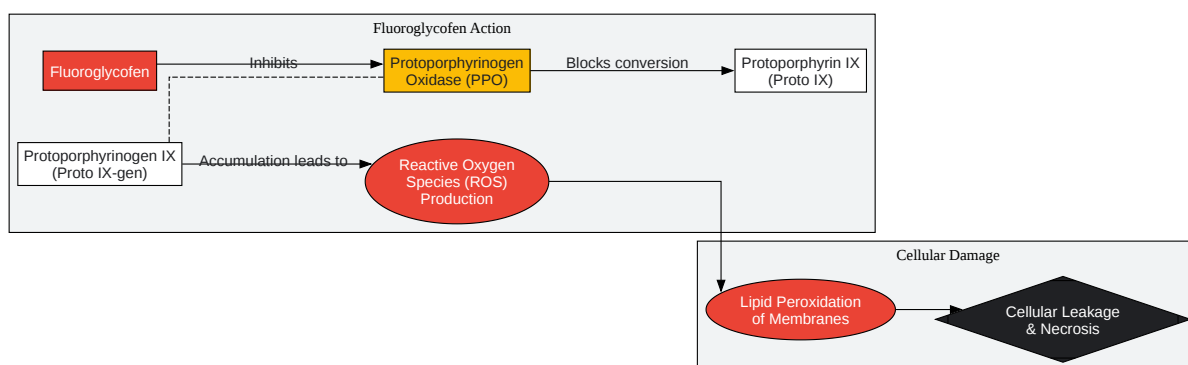 Fluoroglycofen Action
Fluoroglycofen
Inhibits
Protoporphyrinogen
Oxidase (PPO)
Blocks conversion
Protoporphyrin IX
(Proto IX)
Protoporphyrinogen IX
(Proto IX-gen)
Accumulation leads to
Reactive Oxygen
Species (ROS)
Production
Cellular Damage
Lipid Peroxidation
of Membranes
Cellular Leakage
& Necrosis